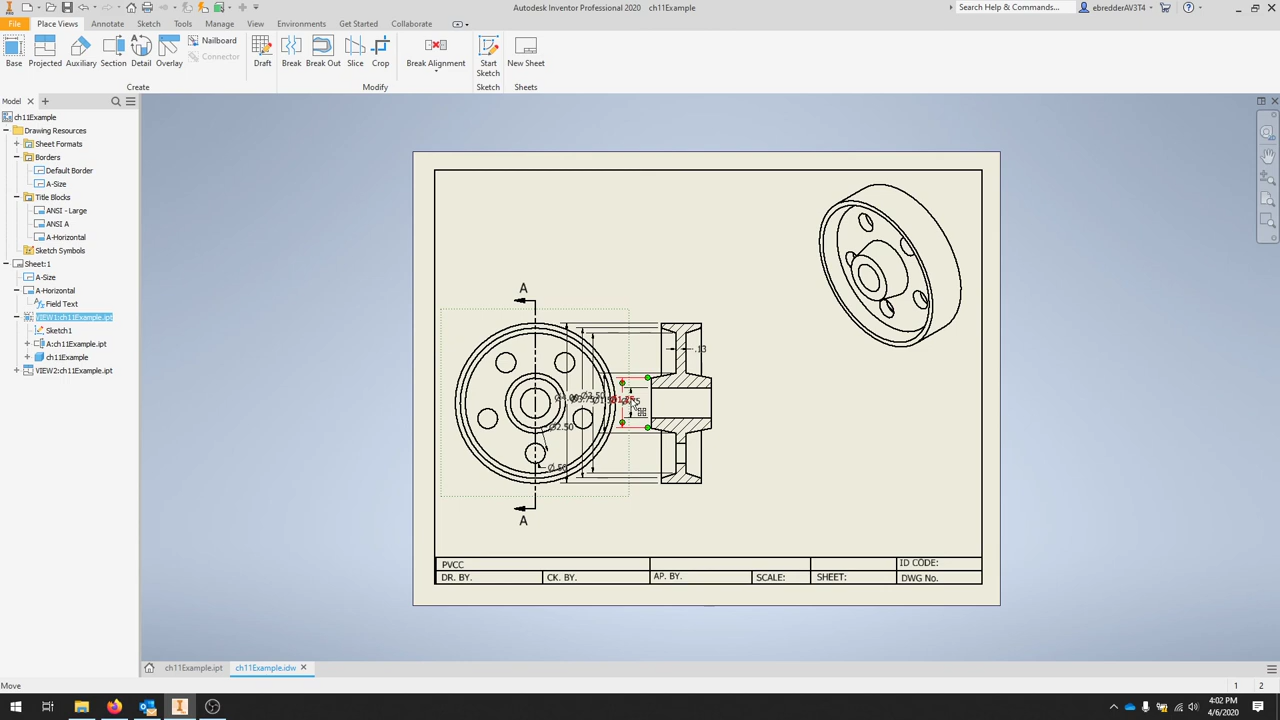 Autodesk Inventor Professional 2020 ch11Example
Search Help & Commands...
ebredderAV3T4
File Place Views Annotate Sketch Tools Manage View Environments Get Started Collaborate
Base Projected Auxiliary Section Detail Overlay
Nailboard
Connector
Draft Break Break Out Slice Crop Break Alignment
Start
Sketch
New Sheet
Create Modify Sketch Sheets
Model
ch11Example
Drawing Resources
Sheet Formats
Borders
Default Border
A-Size
Title Blocks
ANSI - Large
ANSI A
A-Horizontal
Sketch Symbols
Sheet:1
A-Size
A-Horizontal
Field Text
VIEW1:ch11Example.ipt
Sketch1
A:ch11Example.ipt
ch11Example
VIEW2:ch11Example.ipt
A
.13
Ø2.50
A
PVCC
DR. BY. CK. BY. AP. BY. SCALE: SHEET:
ID CODE:
DWG No.
ch11Example.ipt ch11Example.idw
Move
1 2
4:02 PM
4/6/2020